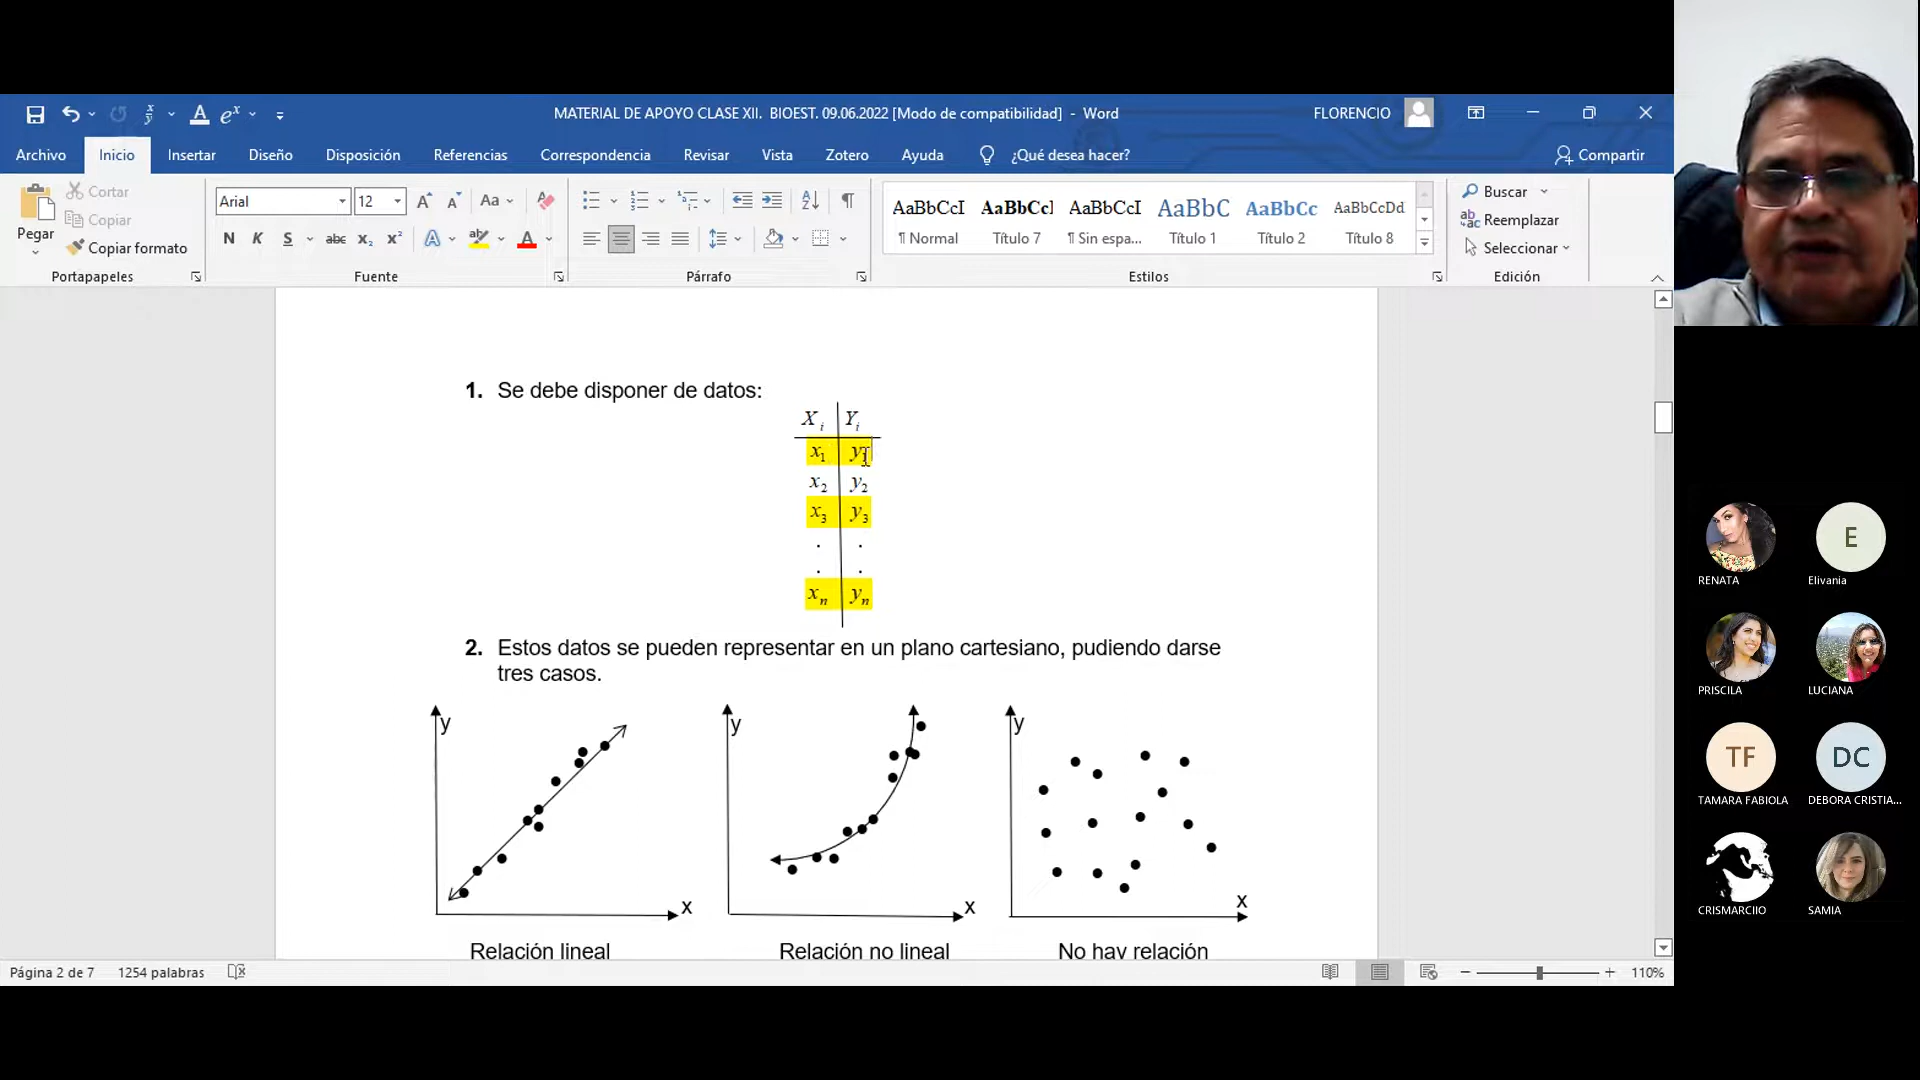 MATERIAL DE APOYO CLASE XII. BIOEST. 09.06.2022 [Modo de compatibilidad] - Word
FLORENCIO
Archivo Inicio Insertar Diseño Disposición Referencias Correspondencia Revisar Vista Zotero Ayuda ¿Qué desea hacer? Compartir
Pegar
Cortar
Copiar
Copiar formato
Portapapeles
Arial 12
N K S abc x₂ x²
Fuente
Párrafo
AaBbCcI AaBbCcI AaBbCcI AaBbC AaBbCc AaBbCcDd
¶ Normal Título 7 ¶ Sin espa... Título 1 Título 2 Título 8
Estilos
Buscar
Reemplazar
Seleccionar
Edición
1. Se debe disponer de datos:
Xᵢ Yᵢ
x₁ y₁
x₂ y₂
x₃ y₃
. .
. .
xₙ yₙ
2. Estos datos se pueden representar en un plano cartesiano, pudiendo darse
tres casos.
y y y
x x x
Relación lineal Relación no lineal No hay relación
Página 2 de 7 1254 palabras 110%
E
RENATA Elivania
PRISCILA LUCIANA
TF DC
TAMARA FABIOLA DEBORA CRISTIA...
CRISMARCIIO SAMIA